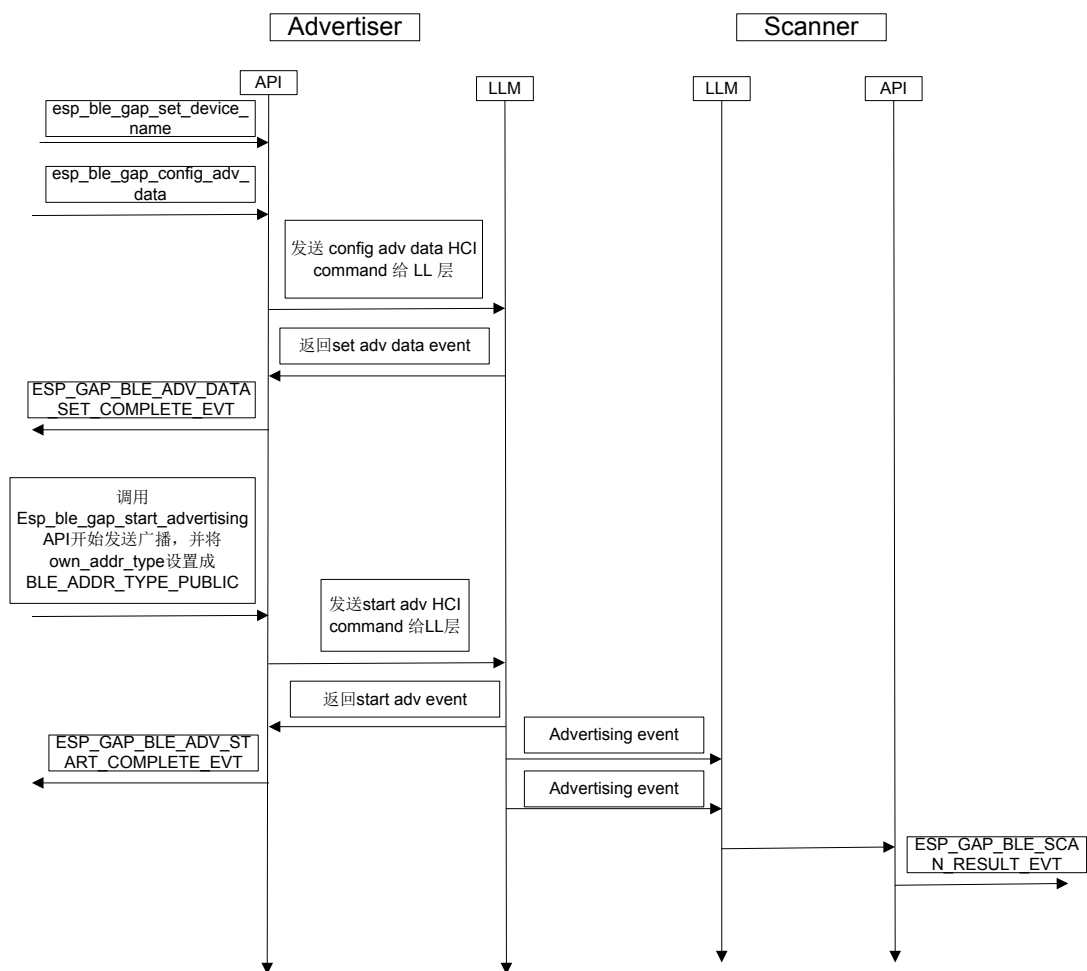 Advertiser
Scanner
API
LLM
LLM
API
esp_ble_gap_set_device_
name
esp_ble_gap_config_adv_
data
发送 config adv data HCI
command 给 LL 层
返回set adv data event
ESP_GAP_BLE_ADV_DATA
_SET_COMPLETE_EVT
调用
Esp_ble_gap_start_advertising
API开始发送广播，并将
own_addr_type设置成
BLE_ADDR_TYPE_PUBLIC
发送start adv HCI
command 给LL层
返回start adv event
ESP_GAP_BLE_ADV_ST
ART_COMPLETE_EVT
Advertising event
Advertising event
ESP_GAP_BLE_SCA
N_RESULT_EVT